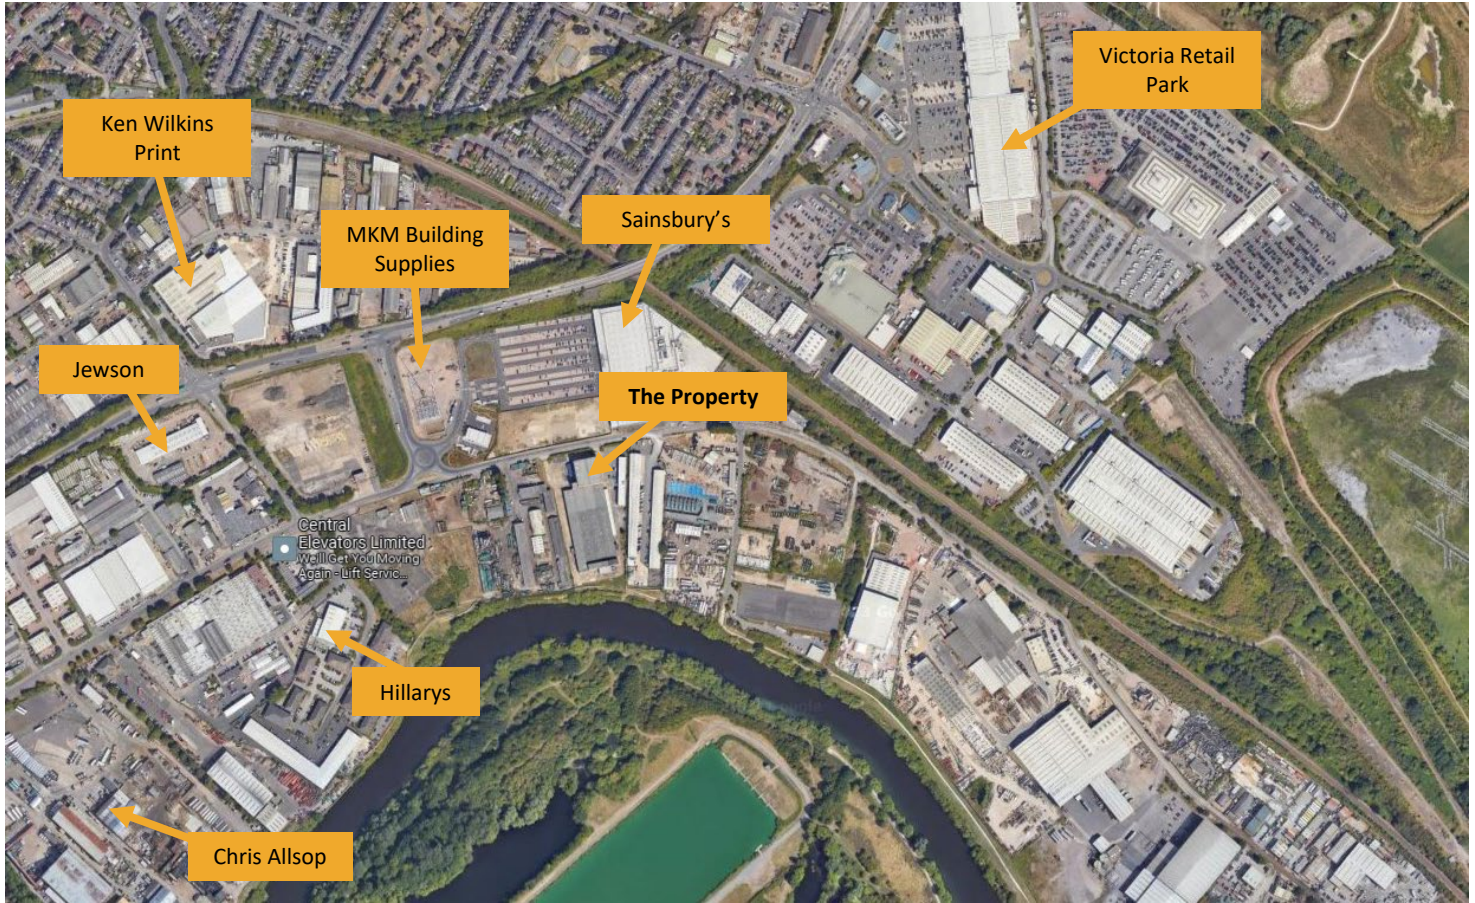 Victoria Retail
Park
Ken Wilkins
Print
Sainsbury’s
MKM Building
Supplies
Jewson
The Property
Central
Elevators Limited
We'll Get You Moving
Again - Lift Servic...
Hillarys
Chris Allsop